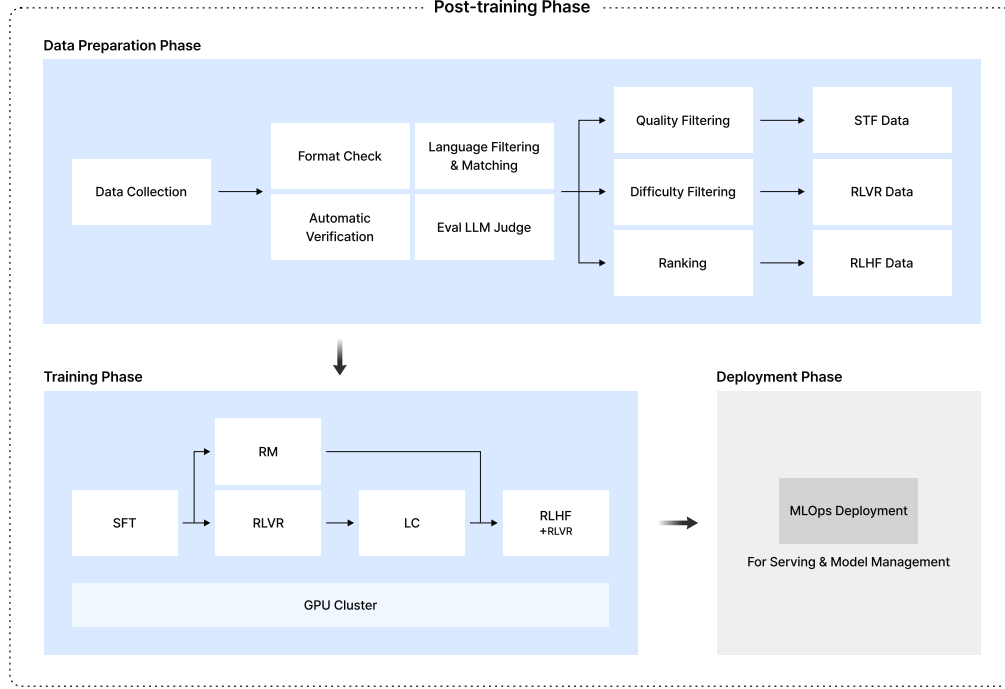 Post-training Phase
Data Preparation Phase
Data Collection
Format Check
Language Filtering
& Matching
Automatic
Verification
Eval LLM Judge
Quality Filtering
Difficulty Filtering
Ranking
STF Data
RLVR Data
RLHF Data
Training Phase
SFT
RM
RLVR
LC
RLHF
+RLVR
GPU Cluster
Deployment Phase
MLOps Deployment
For Serving & Model Management